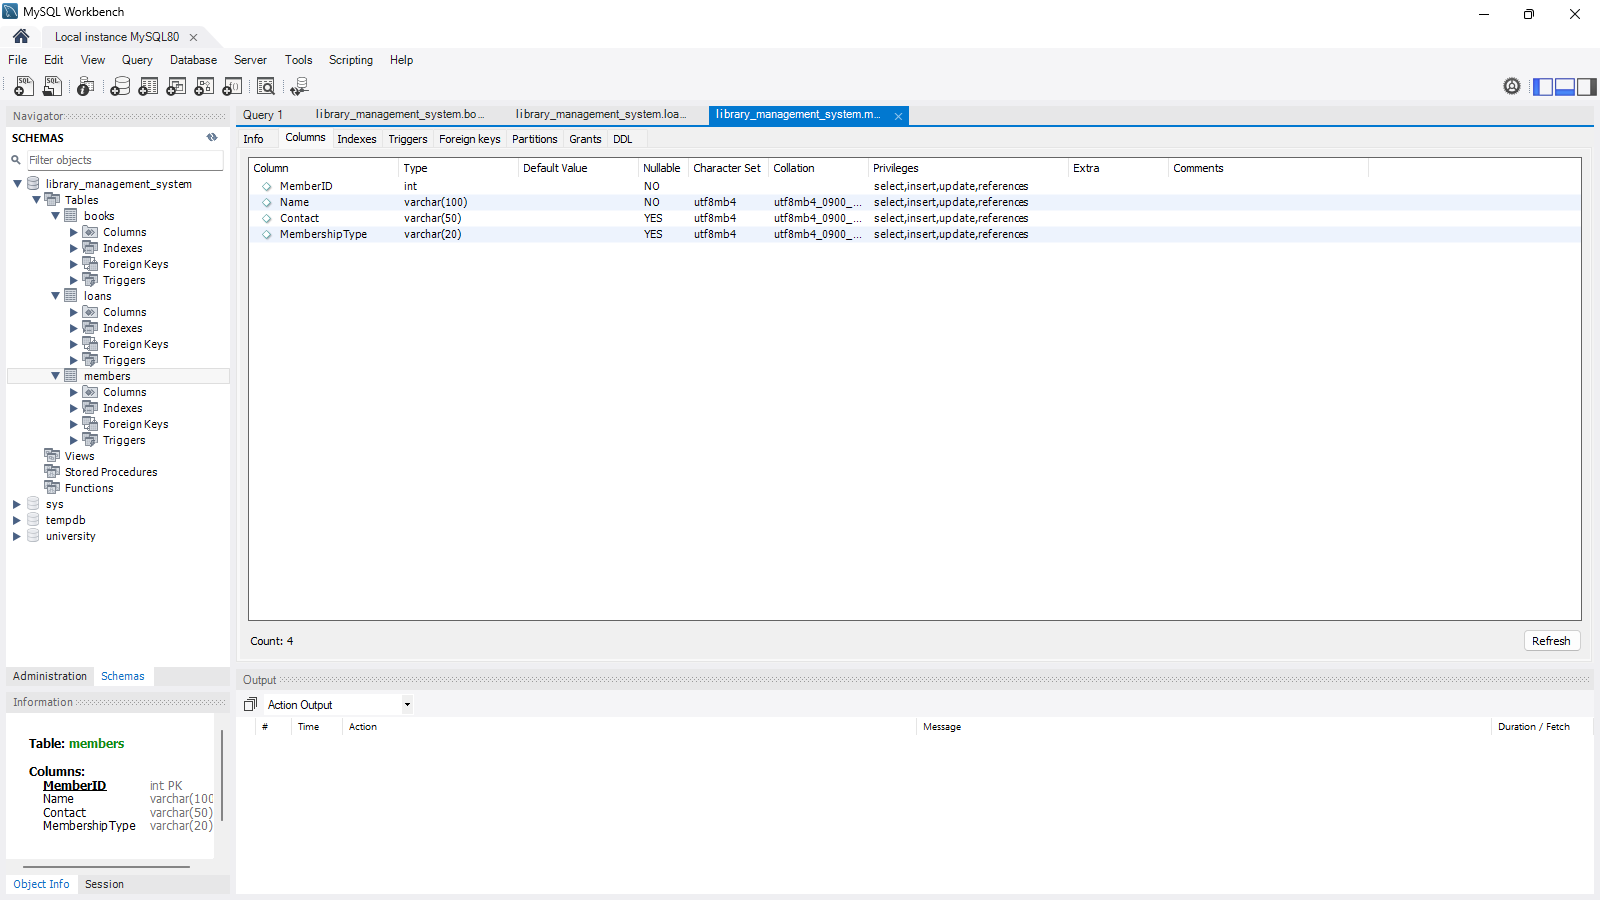 MySQL Workbench
Local instance MySQL80
File Edit View Query Database Server Tools Scripting Help
Navigator
SCHEMAS
Filter objects
library_management_system
Tables
books
Columns
Indexes
Foreign Keys
Triggers
loans
Columns
Indexes
Foreign Keys
Triggers
members
Columns
Indexes
Foreign Keys
Triggers
Views
Stored Procedures
Functions
sys
tempdb
university
Administration Schemas
Information
Table: members
Columns:
MemberID int PK
Name varchar(100
Contact varchar(50)
MembershipType varchar(20)
Object Info Session
Query 1 library_management_system.bo... library_management_system.loa... library_management_system.m...
Info Columns Indexes Triggers Foreign keys Partitions Grants DDL
Column Type Default Value Nullable Character Set Collation Privileges Extra Comments
MemberID int NO select,insert,update,references
Name varchar(100) NO utf8mb4 utf8mb4_0900_... select,insert,update,references
Contact varchar(50) YES utf8mb4 utf8mb4_0900_... select,insert,update,references
MembershipType varchar(20) YES utf8mb4 utf8mb4_0900_... select,insert,update,references
Count: 4
Refresh
Output
Action Output
# Time Action Message Duration / Fetch